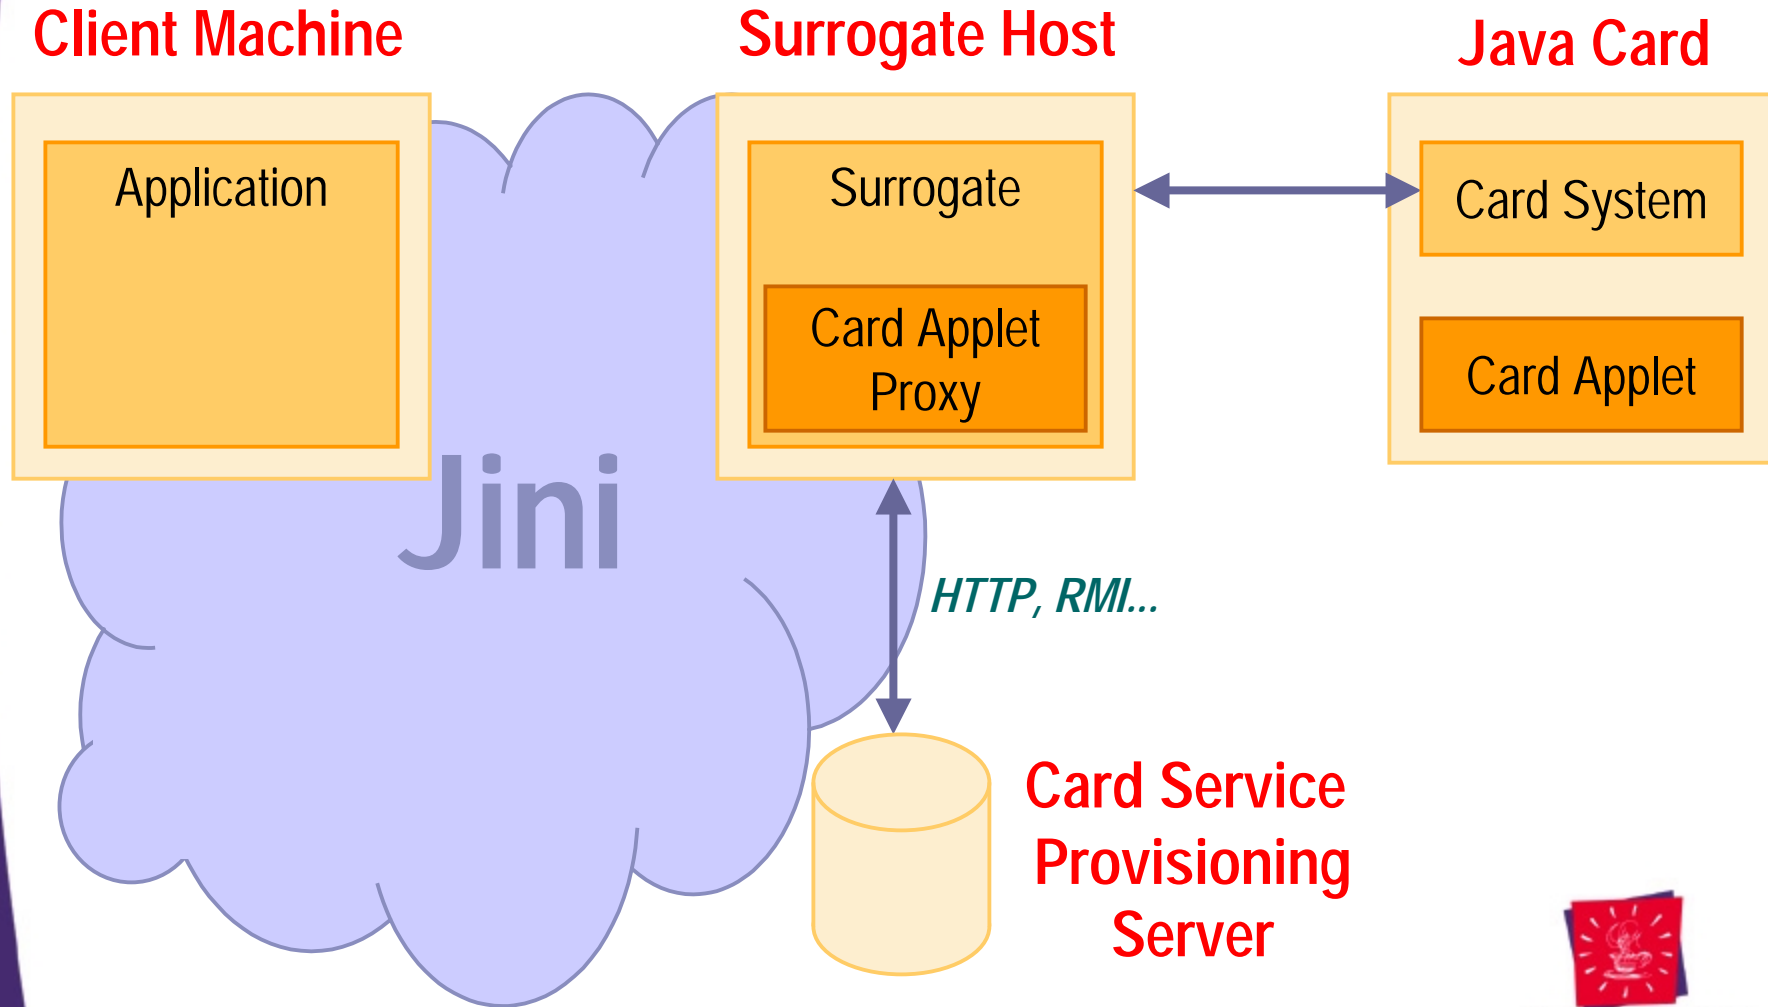 Client Machine
Surrogate Host
Java Card
Application
Surrogate
Card Applet
Proxy
Card System
Card Applet
Jini
HTTP, RMI...
Card Service
Provisioning
Server